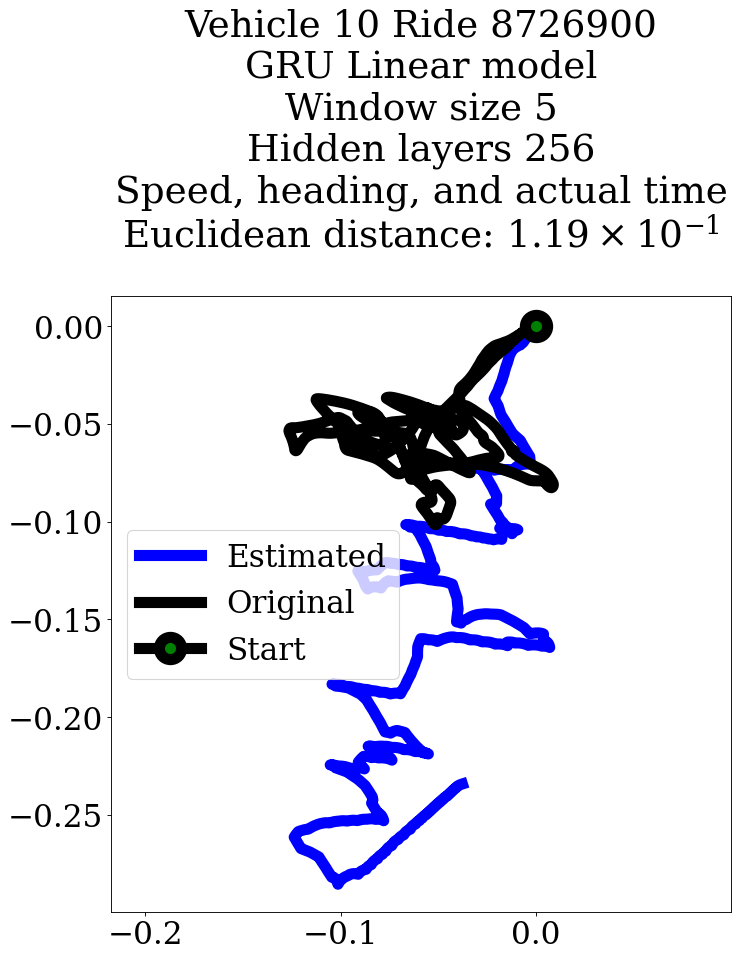 Vehicle 10 Ride 8726900
GRU Linear model
Window size 5
Hidden layers 256
Speed, heading, and actual time
Euclidean distance: 1.19 × 10⁻¹
0.00
−0.05
−0.10
−0.15
−0.20
−0.25
Estimated
Original
Start
−0.2
−0.1
0.0